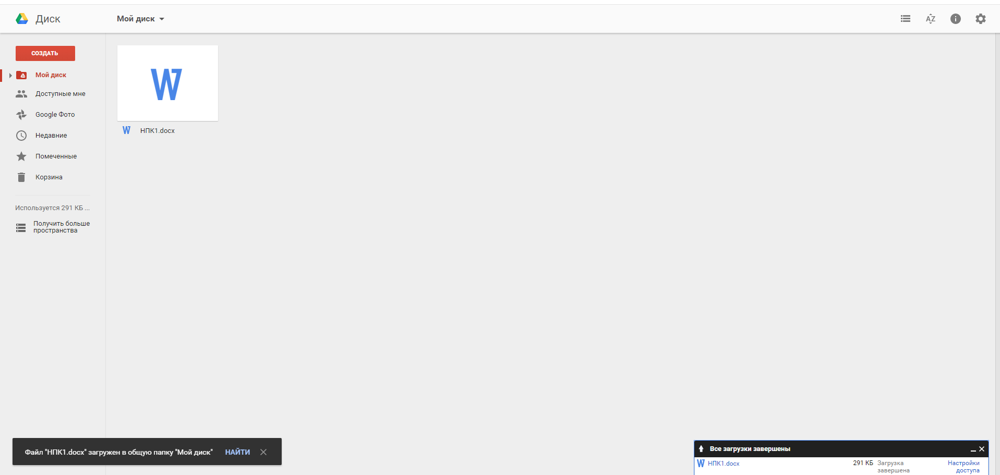 Диск
Мой диск
AZ
СОЗДАТЬ
Мой диск
Доступные мне
Google Фото
Недавние
Помеченные
Корзина
Используется 291 КБ ...
Получить больше
пространства
W
W НПК1.docx
Файл "НПК1.docx" загружен в общую папку "Мой диск" НАЙТИ
Все загрузки завершены
W НПК1.docx 291 КБ Загрузка завершена Настройки доступа